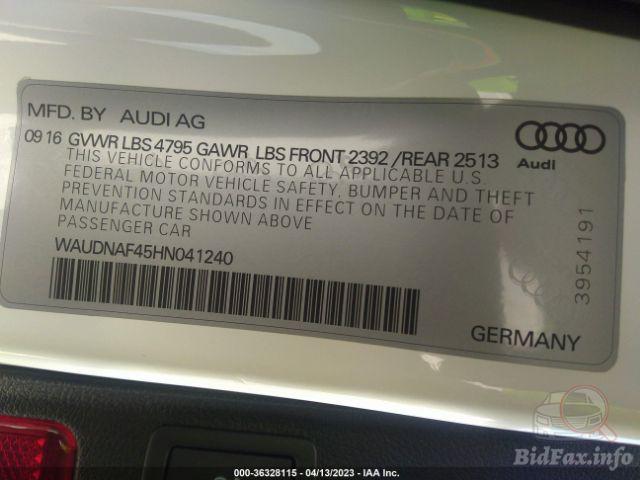 MFD. BY AUDI AG
09 16 GVWR LBS 4795 GAWR LBS FRONT 2392 /REAR 2513
THIS VEHICLE CONFORMS TO ALL APPLICABLE U.S.
FEDERAL MOTOR VEHICLE SAFETY, BUMPER AND THEFT
PREVENTION STANDARDS IN EFFECT ON THE DATE OF
MANUFACTURE SHOWN ABOVE
PASSENGER CAR
WAUDNAF45HN041240
Audi
3954191
GERMANY
BidFax.info
000-36328115 - 04/13/2023 - IAA Inc.